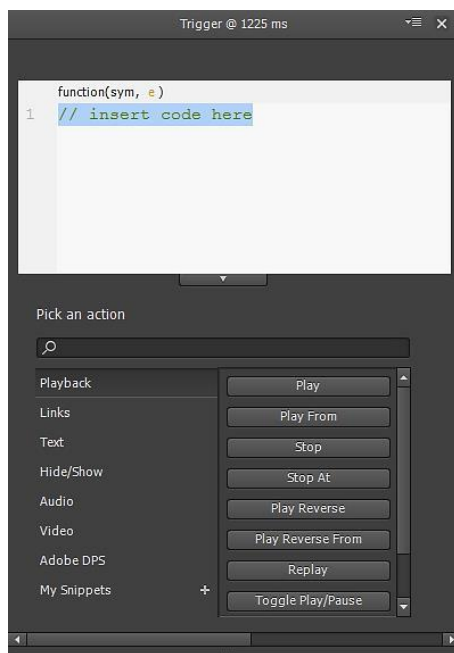 Trigger @ 1225 ms
function(sym, e )
1 // insert code here
Pick an action
Playback
Links
Text
Hide/Show
Audio
Video
Adobe DPS
My Snippets +
Play
Play From
Stop
Stop At
Play Reverse
Play Reverse From
Replay
Toggle Play/Pause